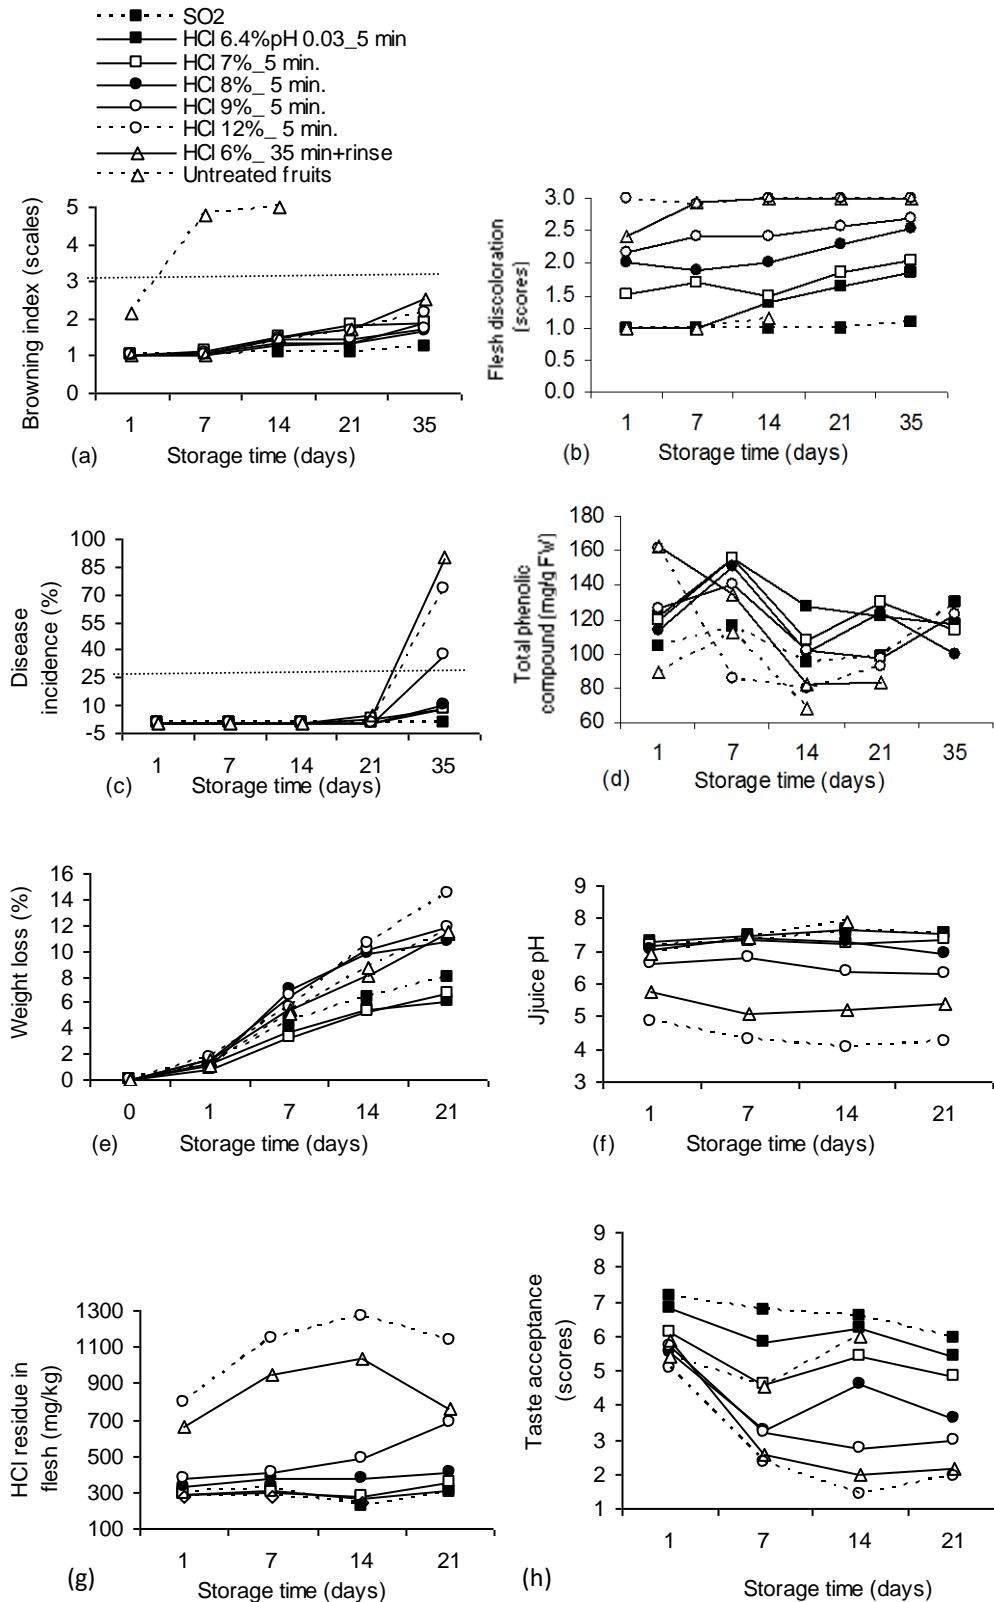 SO2
HCl 6.4%pH 0.03_5 min
HCl 7%_5 min.
HCl 8%_ 5 min.
HCl 9%_ 5 min.
HCl 12%_ 5 min.
HCl 6%_ 35 min+rinse
Untreated fruits
Browning index (scales)
5
4
3
2
1
0
1 7 14 21 35
Storage time (days)
(a)
Flesh discoloration
(scores)
3.0
2.5
2.0
1.5
1.0
0.5
0.0
1 7 14 21 35
Storage time (days)
(b)
Disease
incidence (%)
100
85
70
55
40
25
10
-5
1 7 14 21 35
Storage time (days)
(c)
Total phenolic
compound (mg/g FW)
180
160
140
120
100
80
60
1 7 14 21 35
Storage time (days)
(d)
Weight loss (%)
16
14
12
10
8
6
4
2
0
0 1 7 14 21
Storage time (days)
(e)
Jjuice pH
9
8
7
6
5
4
3
1 7 14 21
Storage time (days)
(f)
HCl residue in
flesh (mg/kg)
1300
1100
900
700
500
300
100
1 7 14 21
Storage time (days)
(g)
Taste acceptance
(scores)
9
8
7
6
5
4
3
2
1
1 7 14 21
Storage time (days)
(h)